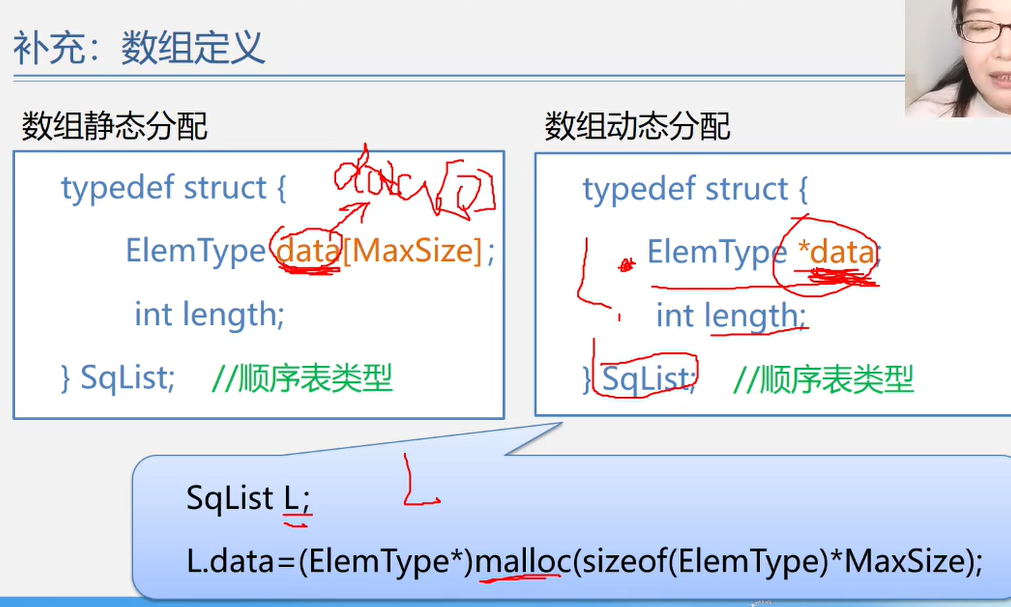 补充：数组定义
数组静态分配
typedef struct {
ElemType data[MaxSize];
int length;
} SqList; //顺序表类型
data[0]
数组动态分配
typedef struct {
ElemType *data;
int length;
} SqList; //顺序表类型
SqList L;
L
L.data=(ElemType*)malloc(sizeof(ElemType)*MaxSize);